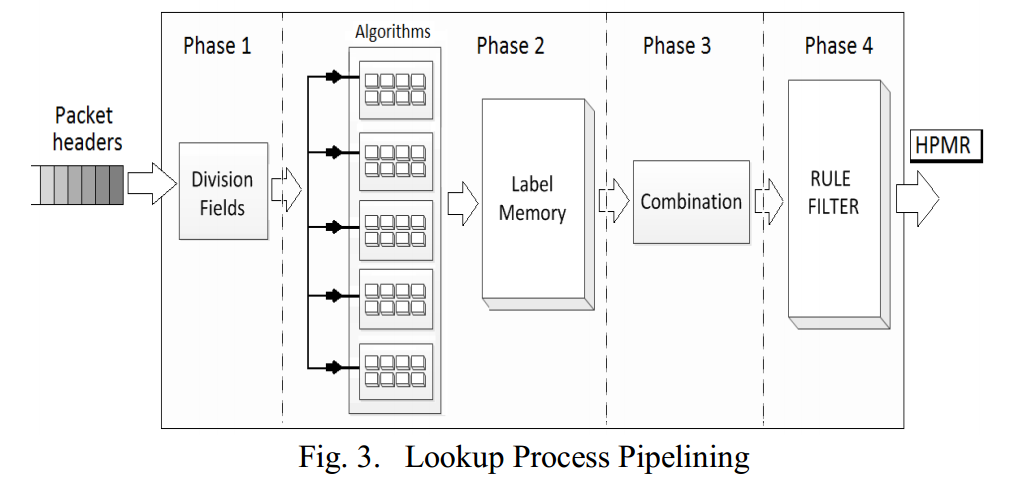 Phase 1
Algorithms
Phase 2
Phase 3
Phase 4
Packet
headers
Division
Fields
Label
Memory
Combination
RULE
FILTER
HPMR
Fig. 3. Lookup Process Pipelining